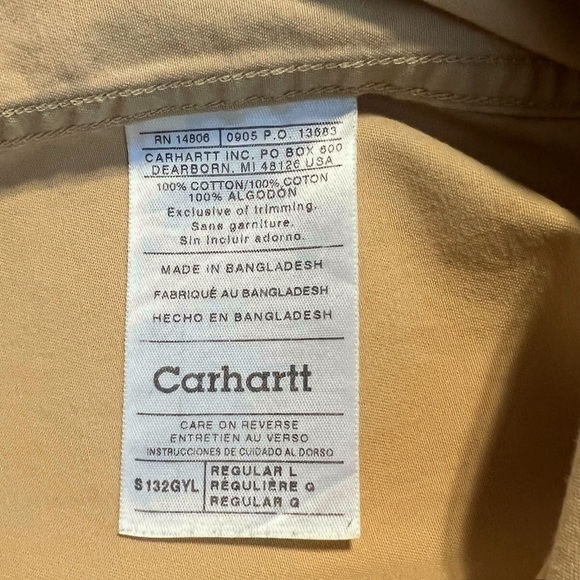 RN 14806 | 0905 P.O. 13683
CARHARTT INC. PO BOX 600
DEARBORN, MI 48126 USA
100% COTTON/100% COTON
100% ALGODÓN
Exclusive of trimming.
Sans garniture.
Sin incluir adorno.
MADE IN BANGLADESH
FABRIQUÉ AU BANGLADESH
HECHO EN BANGLADESH
Carhartt
CARE ON REVERSE
ENTRETIEN AU VERSO
INSTRUCCIONES DE CUIDADO AL DORSO
S132GYL
REGULAR L
RÉGULIÈRE G
REGULAR G